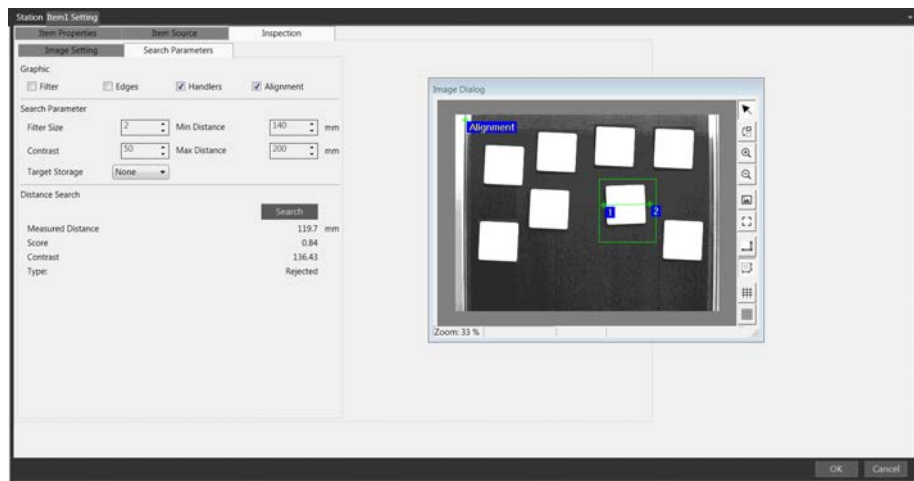 Station Item1 Setting
Item Properties Item Source Inspection
Image Setting Search Parameters
Graphic
Filter Edges Handlers Alignment
Search Parameter
Filter Size 2 Min Distance 140 mm
Contrast 50 Max Distance 200 mm
Target Storage None
Distance Search
Search
Measured Distance 119.7 mm
Score 0.84
Contrast 136.43
Type: Rejected
Image Dialog
Alignment
1 2
Zoom: 33 %
OK Cancel